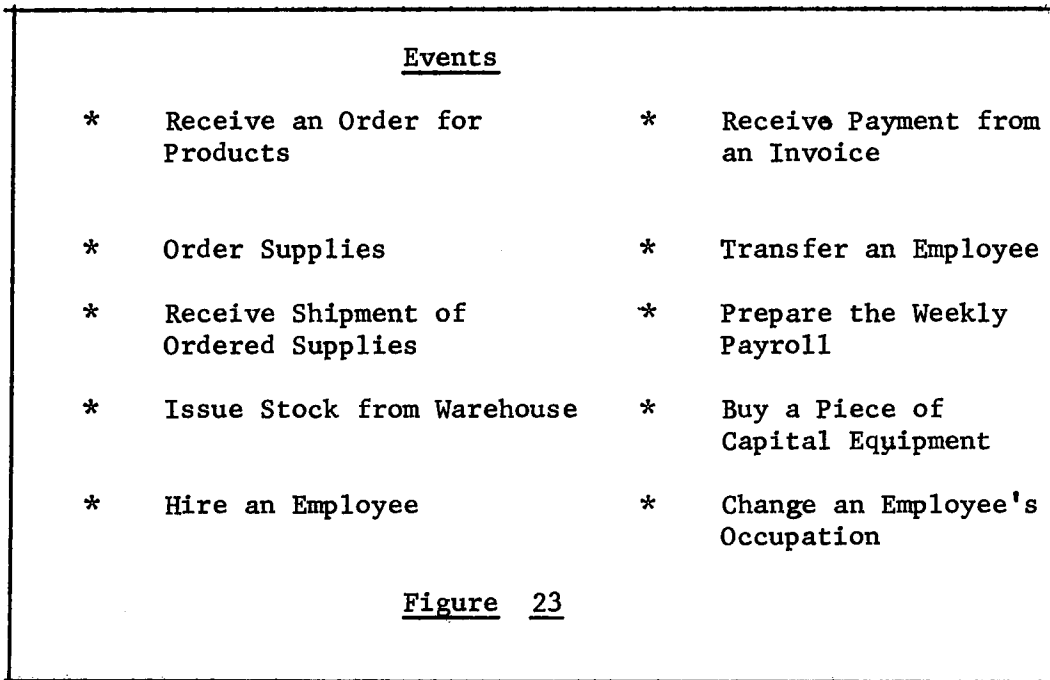 Events
* Receive an Order for
Products
* Receive Payment from
an Invoice
* Order Supplies
* Transfer an Employee
* Receive Shipment of
Ordered Supplies
* Prepare the Weekly
Payroll
* Issue Stock from Warehouse
* Buy a Piece of
Capital Equipment
* Hire an Employee
* Change an Employee's
Occupation
Figure 23